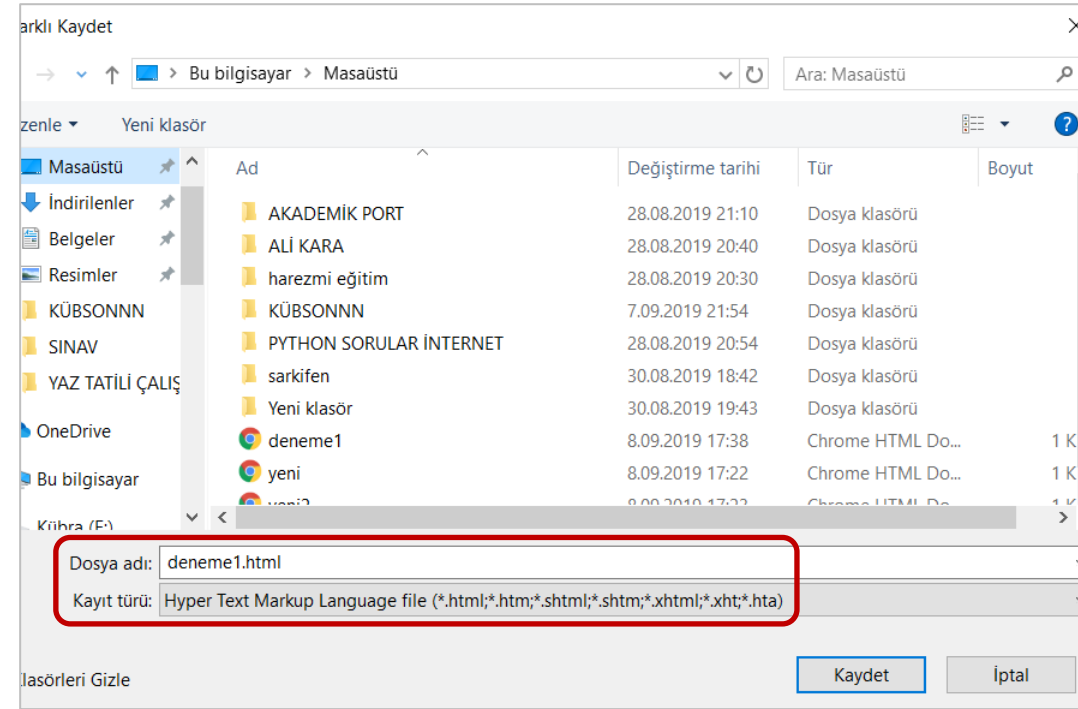 arklı Kaydet
Bu bilgisayar > Masaüstü
Ara: Masaüstü
zenle
Yeni klasör
Masaüstü
İndirilenler
Belgeler
Resimler
KÜBSONNN
SINAV
YAZ TATİLİ ÇALIŞ
OneDrive
Bu bilgisayar
Kübra (F:)
Ad Değiştirme tarihi Tür Boyut
AKADEMİK PORT 28.08.2019 21:10 Dosya klasörü
ALİ KARA 28.08.2019 20:40 Dosya klasörü
harezmi eğitim 28.08.2019 20:30 Dosya klasörü
KÜBSONNN 7.09.2019 21:54 Dosya klasörü
PYTHON SORULAR İNTERNET 28.08.2019 20:54 Dosya klasörü
sarkifen 30.08.2019 18:42 Dosya klasörü
Yeni klasör 30.08.2019 19:43 Dosya klasörü
deneme1 8.09.2019 17:38 Chrome HTML Do... 1 K
yeni 8.09.2019 17:22 Chrome HTML Do... 1 K
Dosya adı: deneme1.html
Kayıt türü: Hyper Text Markup Language file (*.html;*.htm;*.shtml;*.shtm;*.xhtml;*.xht;*.hta)
lasörleri Gizle
Kaydet
İptal